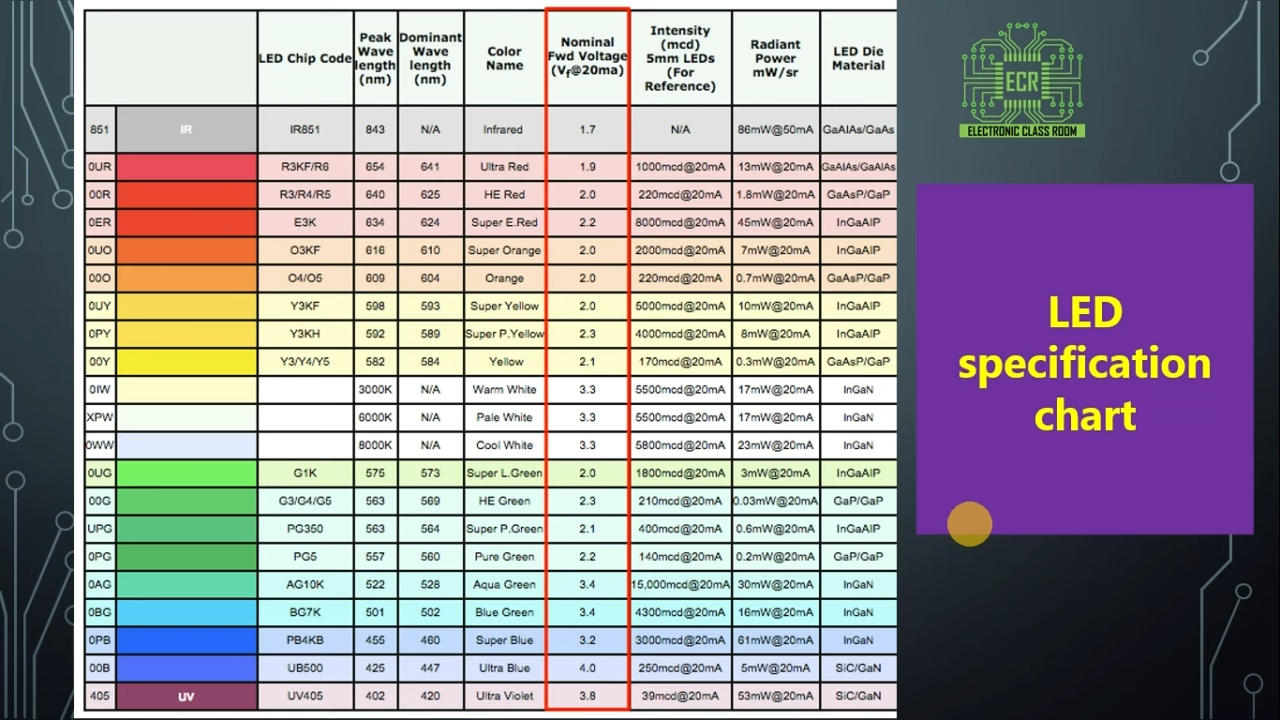 LED Chip Code
Peak
Wave
length
(nm)
Dominant
Wave
length
(nm)
Color
Name
Nominal
Fwd Voltage
(Vf@20ma)
Intensity
(mcd)
5mm LEDs
(For
Reference)
Radiant
Power
mW/sr
LED Die
Material
851 IR IR851 843 N/A Infrared 1.7 N/A 86mW@50mA GaAlAs/GaAs
0UR R3KF/R6 654 641 Ultra Red 1.9 1000mcd@20mA 13mW@20mA GaAlAs/GaAlAs
00R R3/R4/R5 640 625 HE Red 2.0 220mcd@20mA 1.8mW@20mA GaAsP/GaP
0ER E3K 634 624 Super E.Red 2.2 8000mcd@20mA 45mW@20mA InGaAIP
0UO O3KF 616 610 Super Orange 2.0 2000mcd@20mA 7mW@20mA InGaAIP
00O O4/O5 609 604 Orange 2.0 220mcd@20mA 0.7mW@20mA GaAsP/GaP
0UY Y3KF 598 593 Super Yellow 2.0 5000mcd@20mA 10mW@20mA InGaAIP
0PY Y3KH 592 589 Super P.Yellow 2.3 4000mcd@20mA 8mW@20mA InGaAIP
00Y Y3/Y4/Y5 582 584 Yellow 2.1 170mcd@20mA 0.3mW@20mA GaAsP/GaP
0IW 3000K N/A Warm White 3.3 5500mcd@20mA 17mW@20mA InGaN
XPW 6000K N/A Pale White 3.3 5500mcd@20mA 17mW@20mA InGaN
0WW 8000K N/A Cool White 3.3 5800mcd@20mA 23mW@20mA InGaN
0UG G1K 575 573 Super L.Green 2.0 1800mcd@20mA 3mW@20mA InGaAIP
00G G3/G4/G5 563 569 HE Green 2.3 210mcd@20mA 0.03mW@20mA GaP/GaP
UPG PG350 563 564 Super P.Green 2.1 400mcd@20mA 0.6mW@20mA InGaAIP
0PG PG5 557 560 Pure Green 2.2 140mcd@20mA 0.2mW@20mA GaP/GaP
0AG AG10K 522 528 Aqua Green 3.4 15,000mcd@20mA 30mW@20mA InGaN
0BG BG7K 501 502 Blue Green 3.4 4300mcd@20mA 16mW@20mA InGaN
0PB PB4KB 455 460 Super Blue 3.2 3000mcd@20mA 61mW@20mA InGaN
00B UB500 425 447 Ultra Blue 4.0 250mcd@20mA 5mW@20mA SiC/GaN
405 UV UV405 402 420 Ultra Violet 3.8 39mcd@20mA 53mW@20mA SiC/GaN
ECR
ELECTRONIC CLASS ROOM
LED
specification
chart